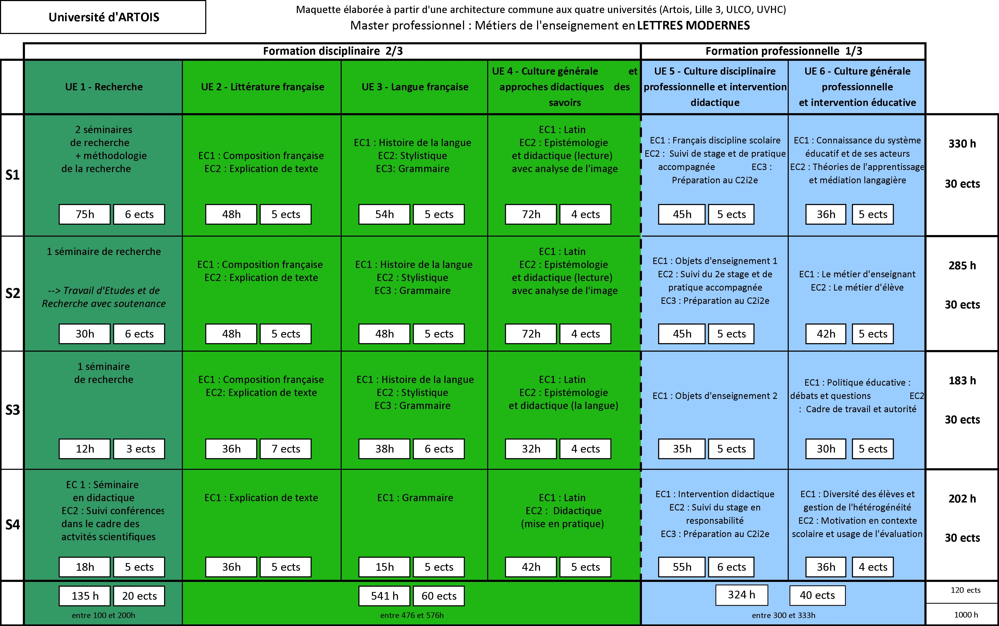 Université d'ARTOIS
Maquette élaborée à partir d'une architecture commune aux quatre universités (Artois, Lille 3, ULCO, UVHC)
Master professionnel : Métiers de l'enseignement en LETTRES MODERNES
Formation disciplinaire 2/3
Formation professionnelle 1/3
UE 1 - Recherche
UE 2 - Littérature française
UE 3 - Langue française
UE 4 - Culture générale et
approches didactiques des
savoirs
UE 5 - Culture disciplinaire
professionnelle et intervention
didactique
UE 6 - Culture générale
professionnelle
et intervention éducative
S1
2 séminaires
de recherche
+ méthodologie
de la recherche
75h 6 ects
EC1 : Composition française
EC2 : Explication de texte
48h 5 ects
EC1 : Histoire de la langue
EC2: Stylistique
EC3: Grammaire
54h 5 ects
EC1 : Latin
EC2 : Epistémologie
et didactique (lecture)
avec analyse de l'image
72h 4 ects
EC1 : Français discipline scolaire
EC2 : Suivi de stage et de pratique
accompagnée EC3 :
Préparation au C2i2e
45h 5 ects
EC1 : Connaissance du système
éducatif et de ses acteurs
EC2 : Théories de l'apprentissage
et médiation langagière
36h 5 ects
330 h
30 ects
S2
1 séminaire de recherche
--> Travail d'Etudes et de
Recherche avec soutenance
30h 6 ects
EC1 : Composition française
EC2 : Explication de texte
48h 5 ects
EC1 : Histoire de la langue
EC2 : Stylistique
EC3 : Grammaire
48h 5 ects
EC1 : Latin
EC2 : Epistémologie
et didactique (lecture)
avec analyse de l'image
72h 4 ects
EC1 : Objets d'enseignement 1
EC2 : Suivi du 2e stage et de
pratique accompagnée
EC3 : Préparation au C2i2e
45h 5 ects
EC1 : Le métier d'enseignant
EC2 : Le métier d'élève
42h 5 ects
285 h
30 ects
S3
1 séminaire
de recherche
12h 3 ects
EC1 : Composition française
EC2: Explication de texte
36h 7 ects
EC1 : Histoire de la langue
EC2 : Stylistique
EC3 : Grammaire
38h 6 ects
EC1 : Latin
EC2 : Epistémologie
et didactique (la langue)
32h 4 ects
EC1 : Objets d'enseignement 2
35h 5 ects
EC1 : Politique éducative :
débats et questions EC2
: Cadre de travail et autorité
30h 5 ects
183 h
30 ects
S4
EC 1 : Séminaire
en didactique
EC2 : Suivi conférences
dans le cadre des
actvités scientifiques
18h 5 ects
EC1 : Explication de texte
36h 5 ects
EC1 : Grammaire
15h 5 ects
EC1 : Latin
EC2 : Didactique
(mise en pratique)
42h 5 ects
EC1 : Intervention didactique
EC2 : Suivi du stage en
responsabilité
EC3 : Préparation au C2i2e
55h 6 ects
EC1 : Diversité des élèves et
gestion de l'hétérogénéité
EC2 : Motivation en contexte
scolaire et usage de l'évaluation
36h 4 ects
202 h
30 ects
135 h 20 ects
entre 100 et 200h
541 h 60 ects
entre 476 et 576h
324 h 40 ects
entre 300 et 333h
120 ects
1000 h